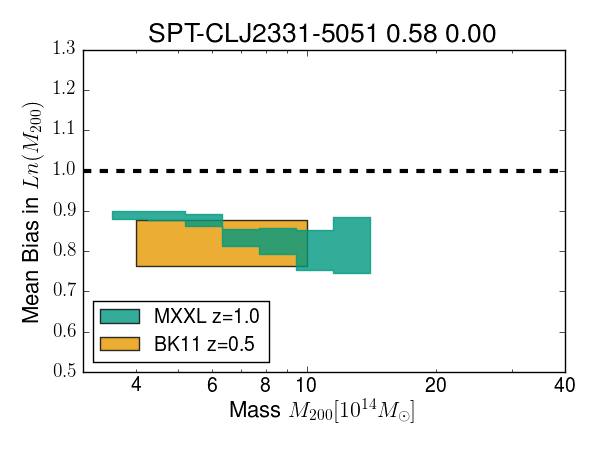 SPT-CLJ2331-5051 0.58 0.00
1.3
1.2
1.1
1.0
0.9
0.8
0.7
0.6
0.5
Mean Bias in Ln(M200)
MXXL z=1.0
BK11 z=0.5
4 6 8 10 20 40
Mass M200[10^14 M⊙]